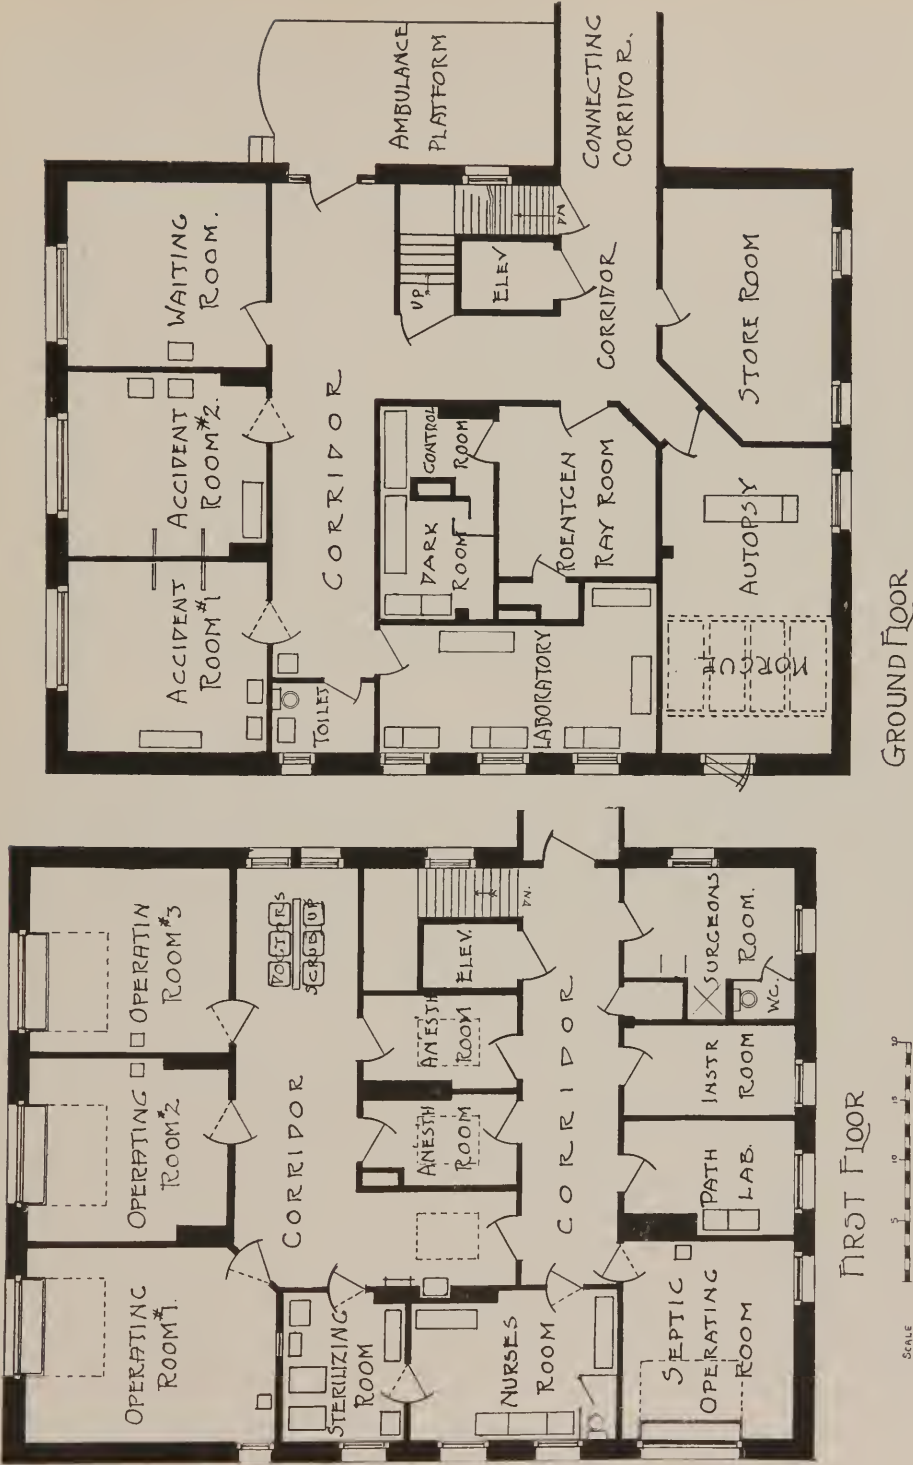 OPERATING
ROOM #1.
OPERATING
ROOM #2
OPERATIN
ROOM #3
STERILIZING
ROOM
CORRIDOR
DOCTORS
SCRUB UP
ANESTH
ROOM
ANESTH
ROOM
ELEV.
DN.
NURSES
ROOM
CORRIDOR
SEPTIC
OPERATING
ROOM
PATH
LAB.
INSTR
ROOM
SURGEONS
ROOM.
W.C.
FIRST FLOOR
SCALE
5
10
15
20
ACCIDENT
ROOM #1
ACCIDENT
ROOM #2.
WAITING
ROOM.
TOILET
CORRIDOR
AMBULANCE
PLATFORM
DARK
ROOM
CONTROL
ROOM
UP
ELEV
DN
LABORATORY
ROENTGEN
RAY ROOM
CORRIDOR
CONNECTING
CORRIDOR.
MORGUE
AUTOPSY
STORE ROOM
GROUND FLOOR